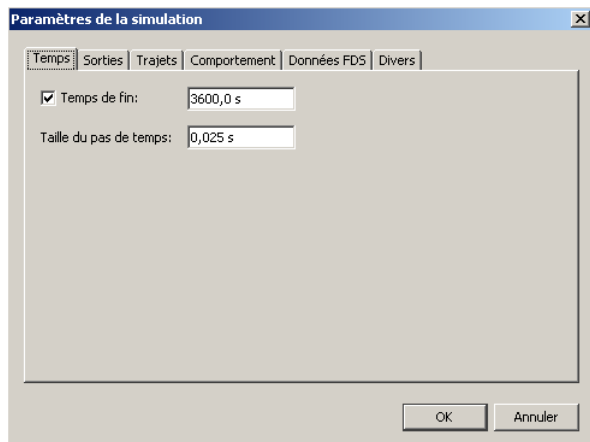 Paramètres de la simulation
Temps Sorties Trajets Comportement Données FDS Divers
Temps de fin: 3600,0 s
Taille du pas de temps: 0,025 s
OK Annuler